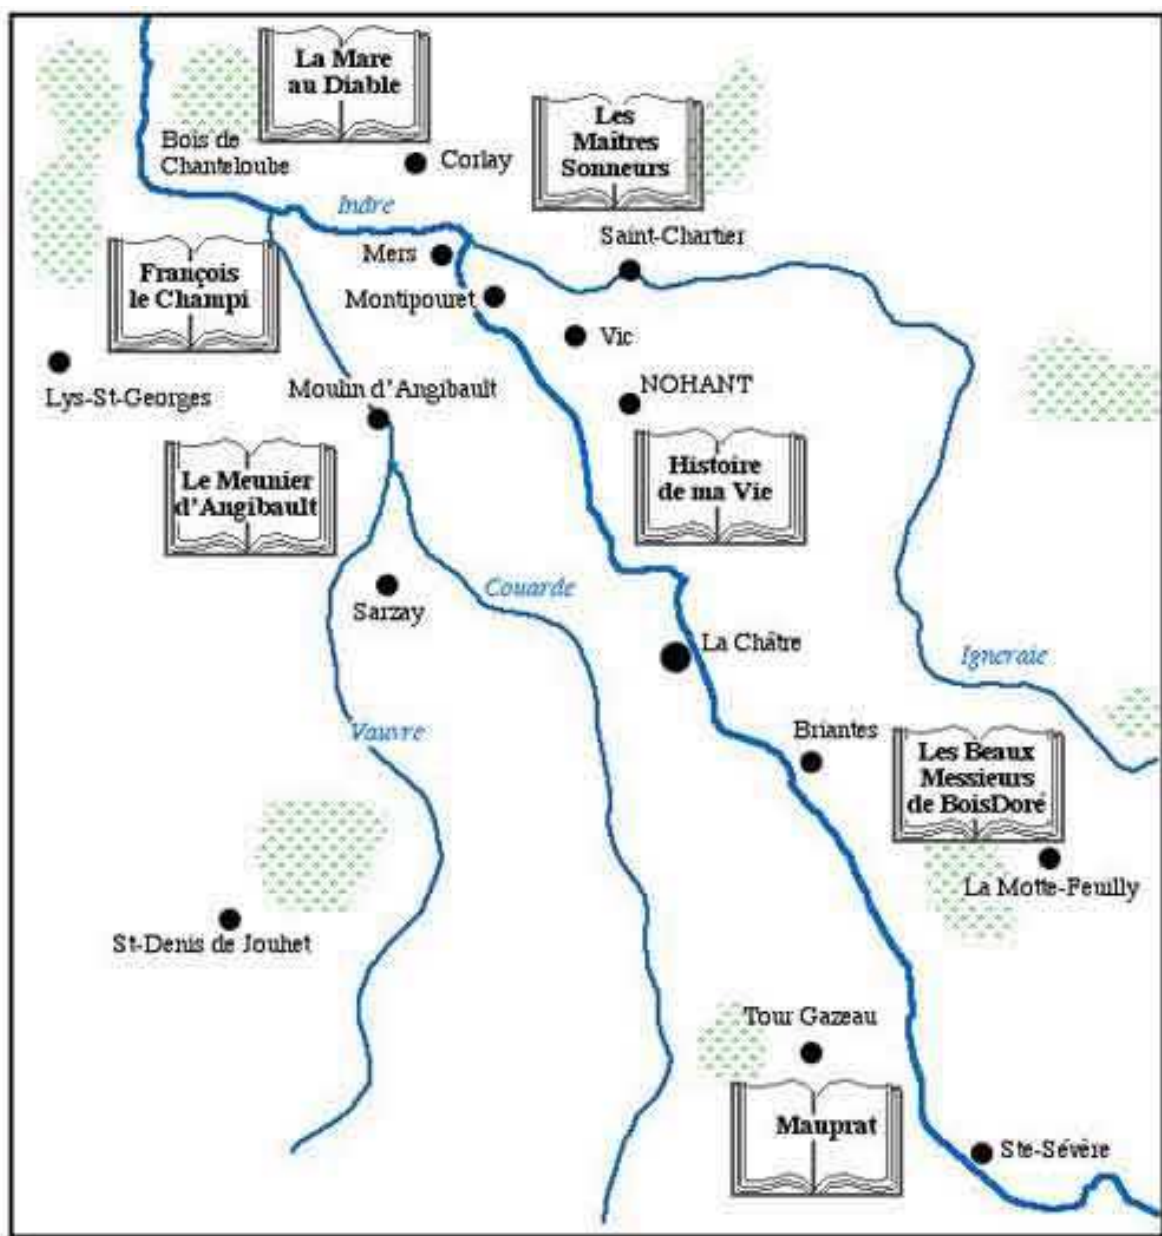 La Mare
au Diable
Les
Maîtres
Sonneurs
Bois de
Chanteloube
Corlay
Indre
Saint-Chartier
Mers
François
le Champi
Montipouret
Vic
Lys-St-Georges
Moulin d'Angibault
NOHANT
Le Meunier
d'Angibault
Histoire
de ma Vie
Sarzay
Couarde
La Châtre
Igneraie
Vauvre
Briantes
Les Beaux
Messieurs
de BoisDoré
La Motte-Feuilly
St-Denis de Jouhet
Tour Gazeau
Mauprat
Ste-Sévère